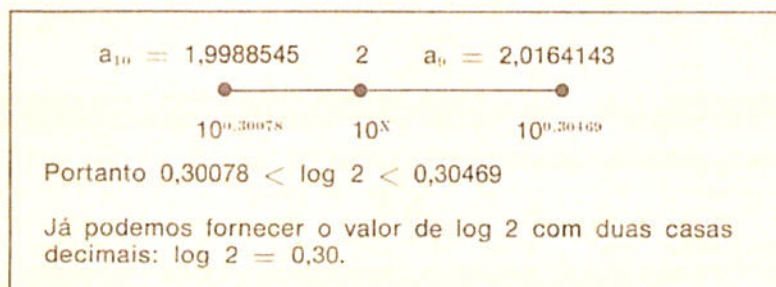 a₁₀ = 1,9988545 2 a₉ = 2,0164143
10^0,30078 10^x 10^0,30469
Portanto 0,30078 < log 2 < 0,30469
Já podemos fornecer o valor de log 2 com duas casas
decimais: log 2 = 0,30.